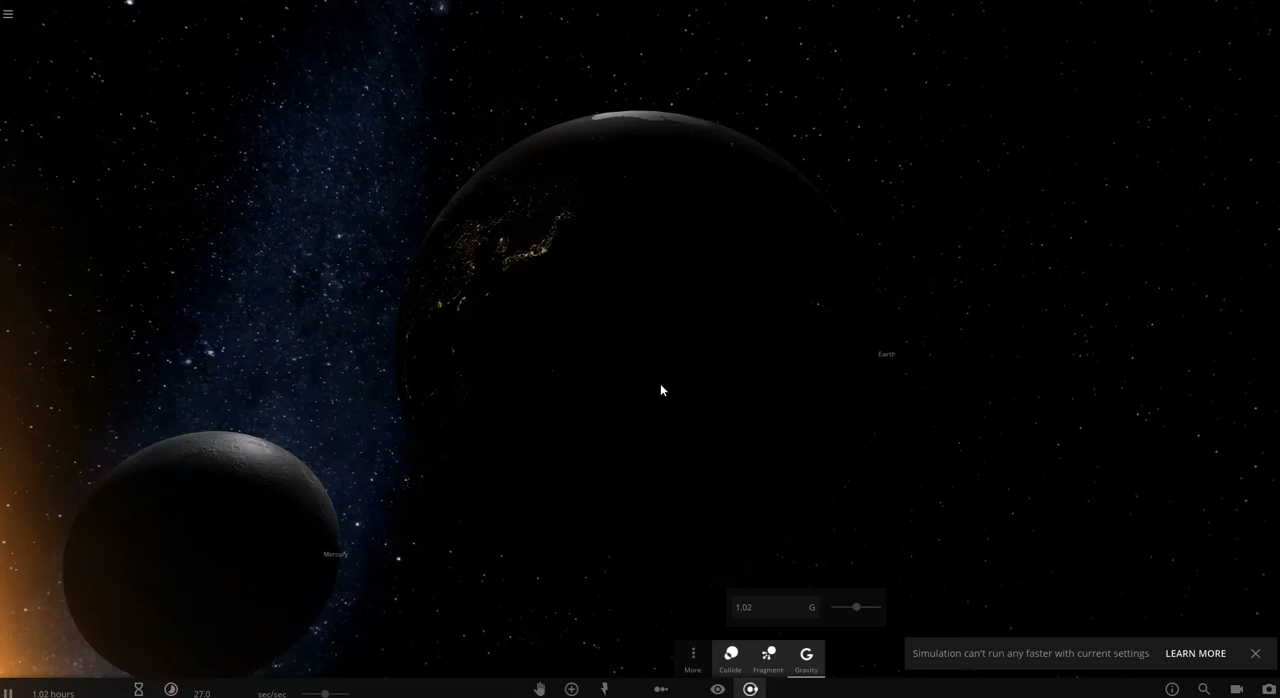 Earth
Mercury
1.02 G
More Collide Fragment Gravity
Simulation can't run any faster with current settings LEARN MORE
1.02 hours 27.0 sec/sec